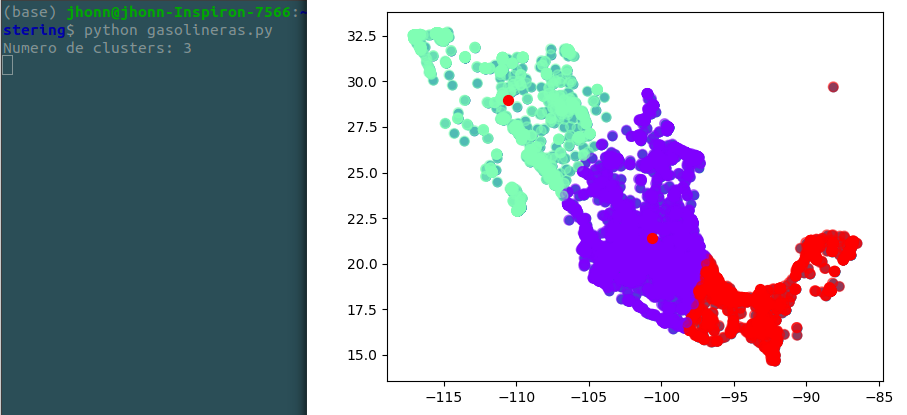 (base) jhonn@jhonn-Inspiron-7566:~
stering$ python gasolineras.py
Numero de clusters: 3
32.5
30.0
27.5
25.0
22.5
20.0
17.5
15.0
−115 −110 −105 −100 −95 −90 −85